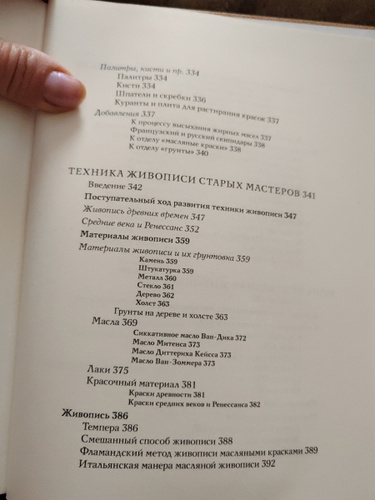 Палитры, кисти и пр. 334
Палитры 334
Кисти 334
Шпатели и скребки 336
Куранты и плита для растирания красок 337
Добавления 337
К процессу высыхания жирных масел 337
Французский и русский скипидары 338
К отделу «масляные краски» 338
К отделу «грунты» 340
ТЕХНИКА ЖИВОПИСИ СТАРЫХ МАСТЕРОВ 341
Введение 342
Поступательный ход развития техники живописи 347
Живопись древних времен 347
Средние века и Ренессанс 352
Материалы живописи 359
Материалы живописи и их грунтовка 359
Камень 359
Штукатурка 359
Металл 360
Стекло 361
Дерево 362
Холст 363
Грунты на дереве и холсте 363
Масла 369
Сиккативное масло Ван-Дика 372
Масло Митенса 373
Масло Диттериха Кейсса 373
Масло Ван-Зоммера 373
Лаки 375
Красочный материал 381
Краски древности 381
Краски средних веков и Ренессанса 382
Живопись 386
Темпера 386
Смешанный способ живописи 388
Фламандский метод живописи масляными красками 389
Итальянская манера масляной живописи 392